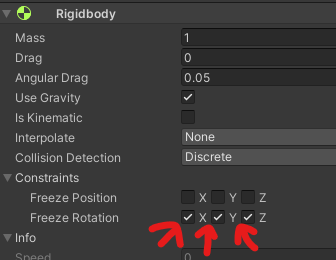 Rigidbody
Mass 1
Drag 0
Angular Drag 0.05
Use Gravity
Is Kinematic
Interpolate None
Collision Detection Discrete
Constraints
Freeze Position X Y Z
Freeze Rotation X Y Z
Info
Speed 0